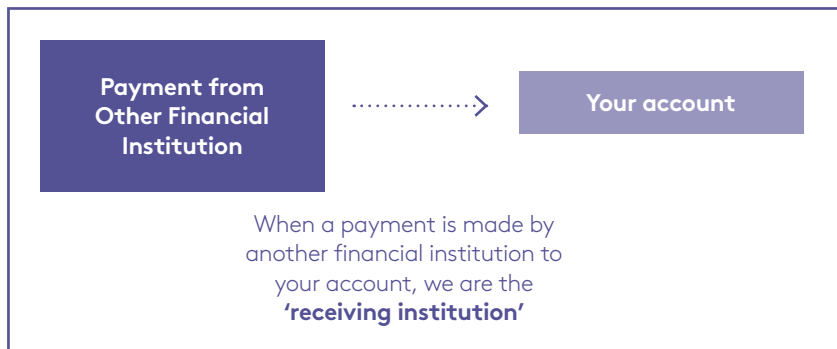 Payment from
Other Financial
Institution
Your account
When a payment is made by
another financial institution to
your account, we are the
‘receiving institution’